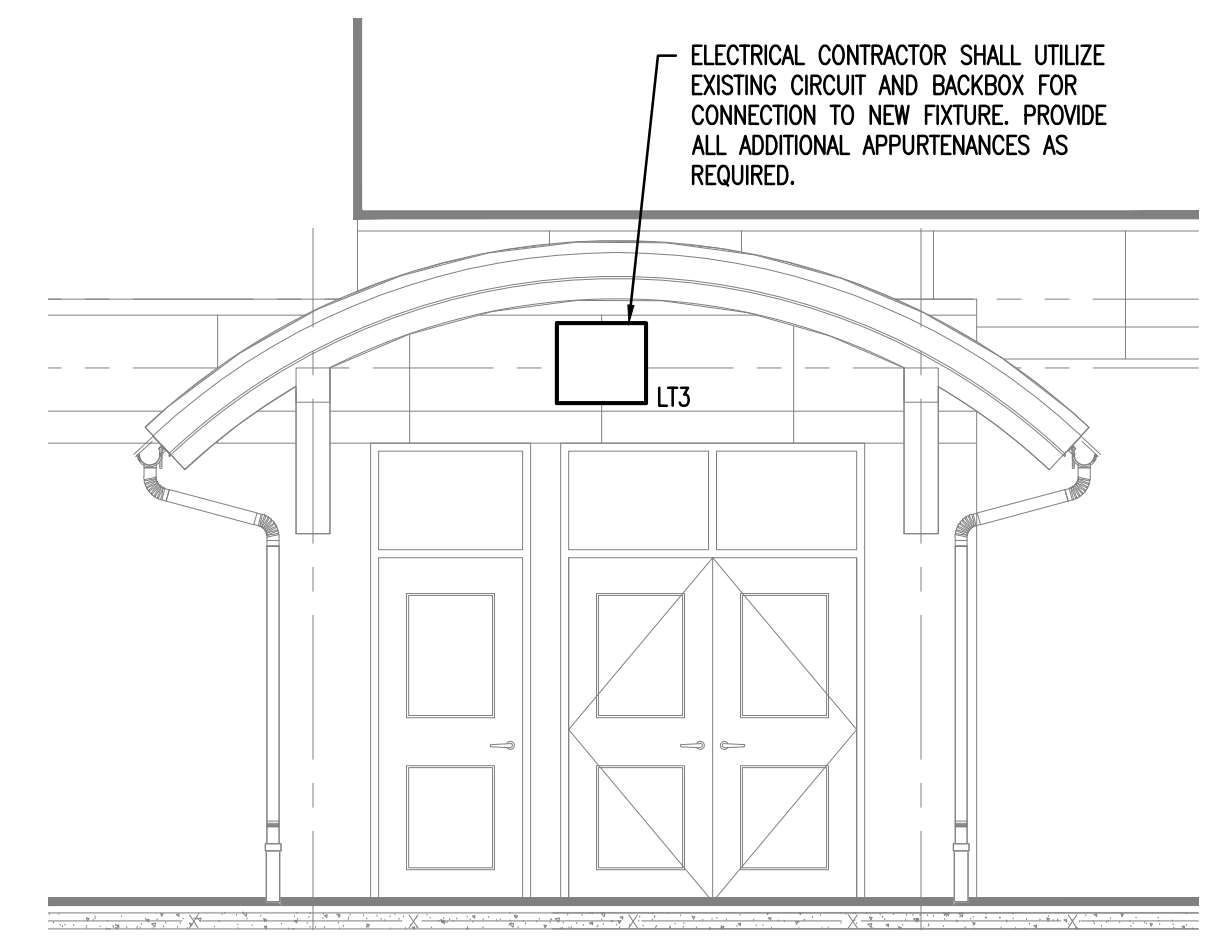 ELECTRICAL CONTRACTOR SHALL UTILIZE
EXISTING CIRCUIT AND BACKBOX FOR
CONNECTION TO NEW FIXTURE. PROVIDE
ALL ADDITIONAL APPURTENANCES AS
REQUIRED.
LT3